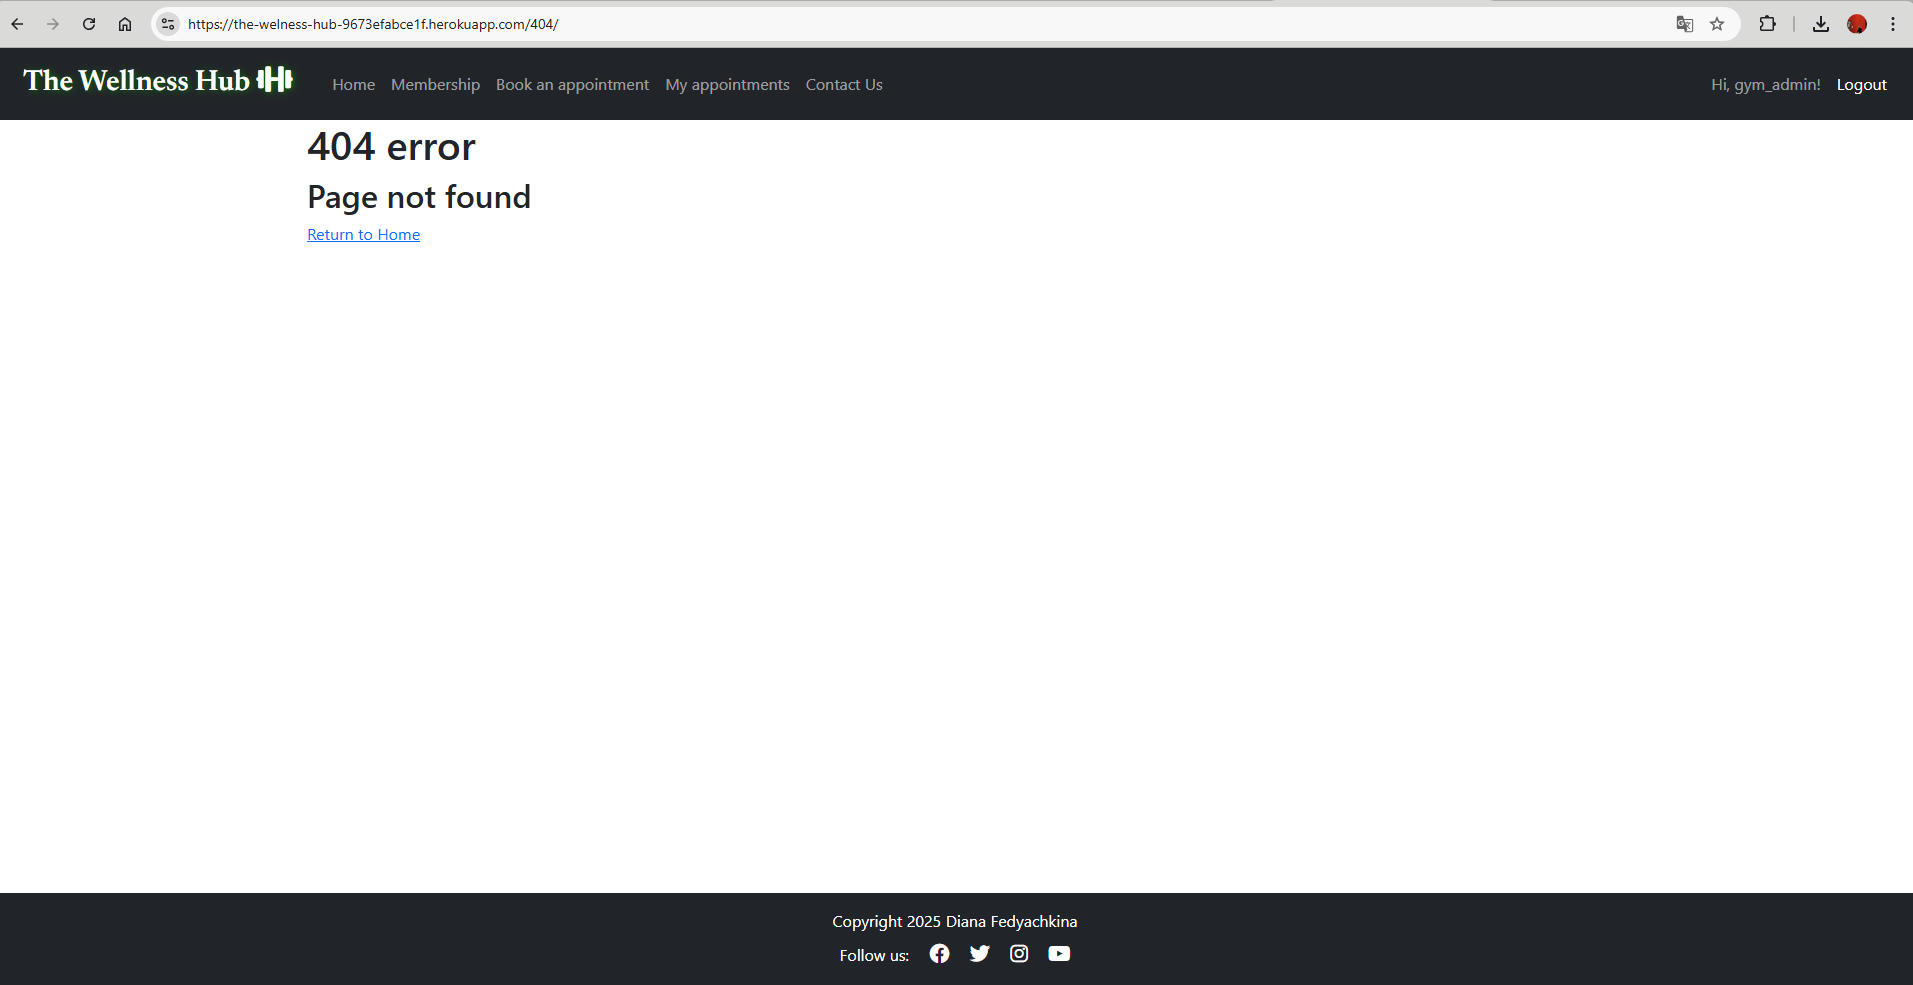 https://the-welness-hub-9673efabce1f.herokuapp.com/404/
The Wellness Hub Home Membership Book an appointment My appointments Contact Us Hi, gym_admin! Logout
404 error
Page not found
Return to Home
Copyright 2025 Diana Fedyachkina
Follow us: